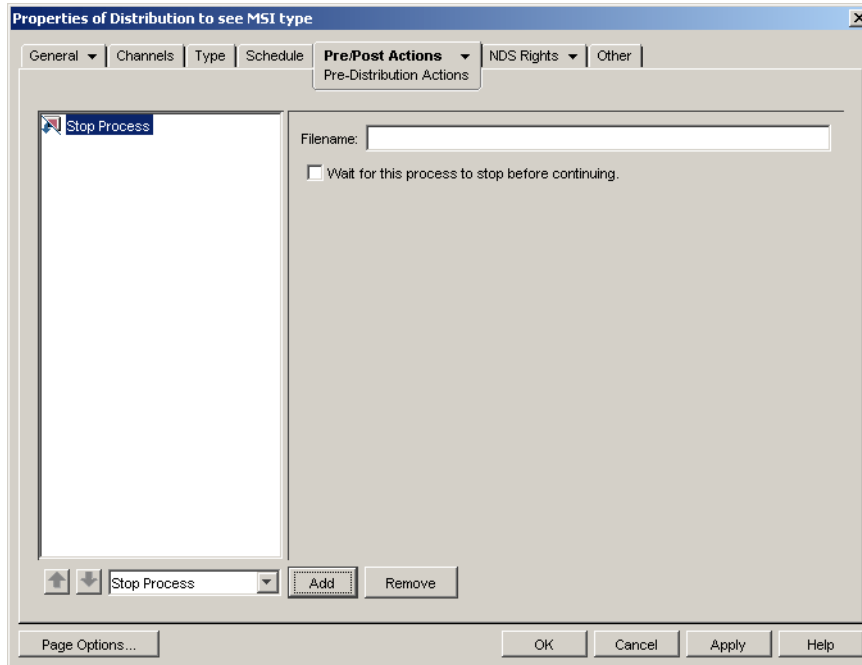 Properties of Distribution to see MSI type
General Channels Type Schedule Pre/Post Actions NDS Rights Other
Pre-Distribution Actions
Stop Process
Filename:
Wait for this process to stop before continuing.
Stop Process Add Remove
Page Options... OK Cancel Apply Help